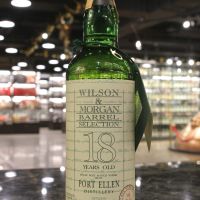 WILSON
&
MORGAN
BARREL
SELECTION
18
YEARS OLD
PORT ELLEN
DISTILLERY